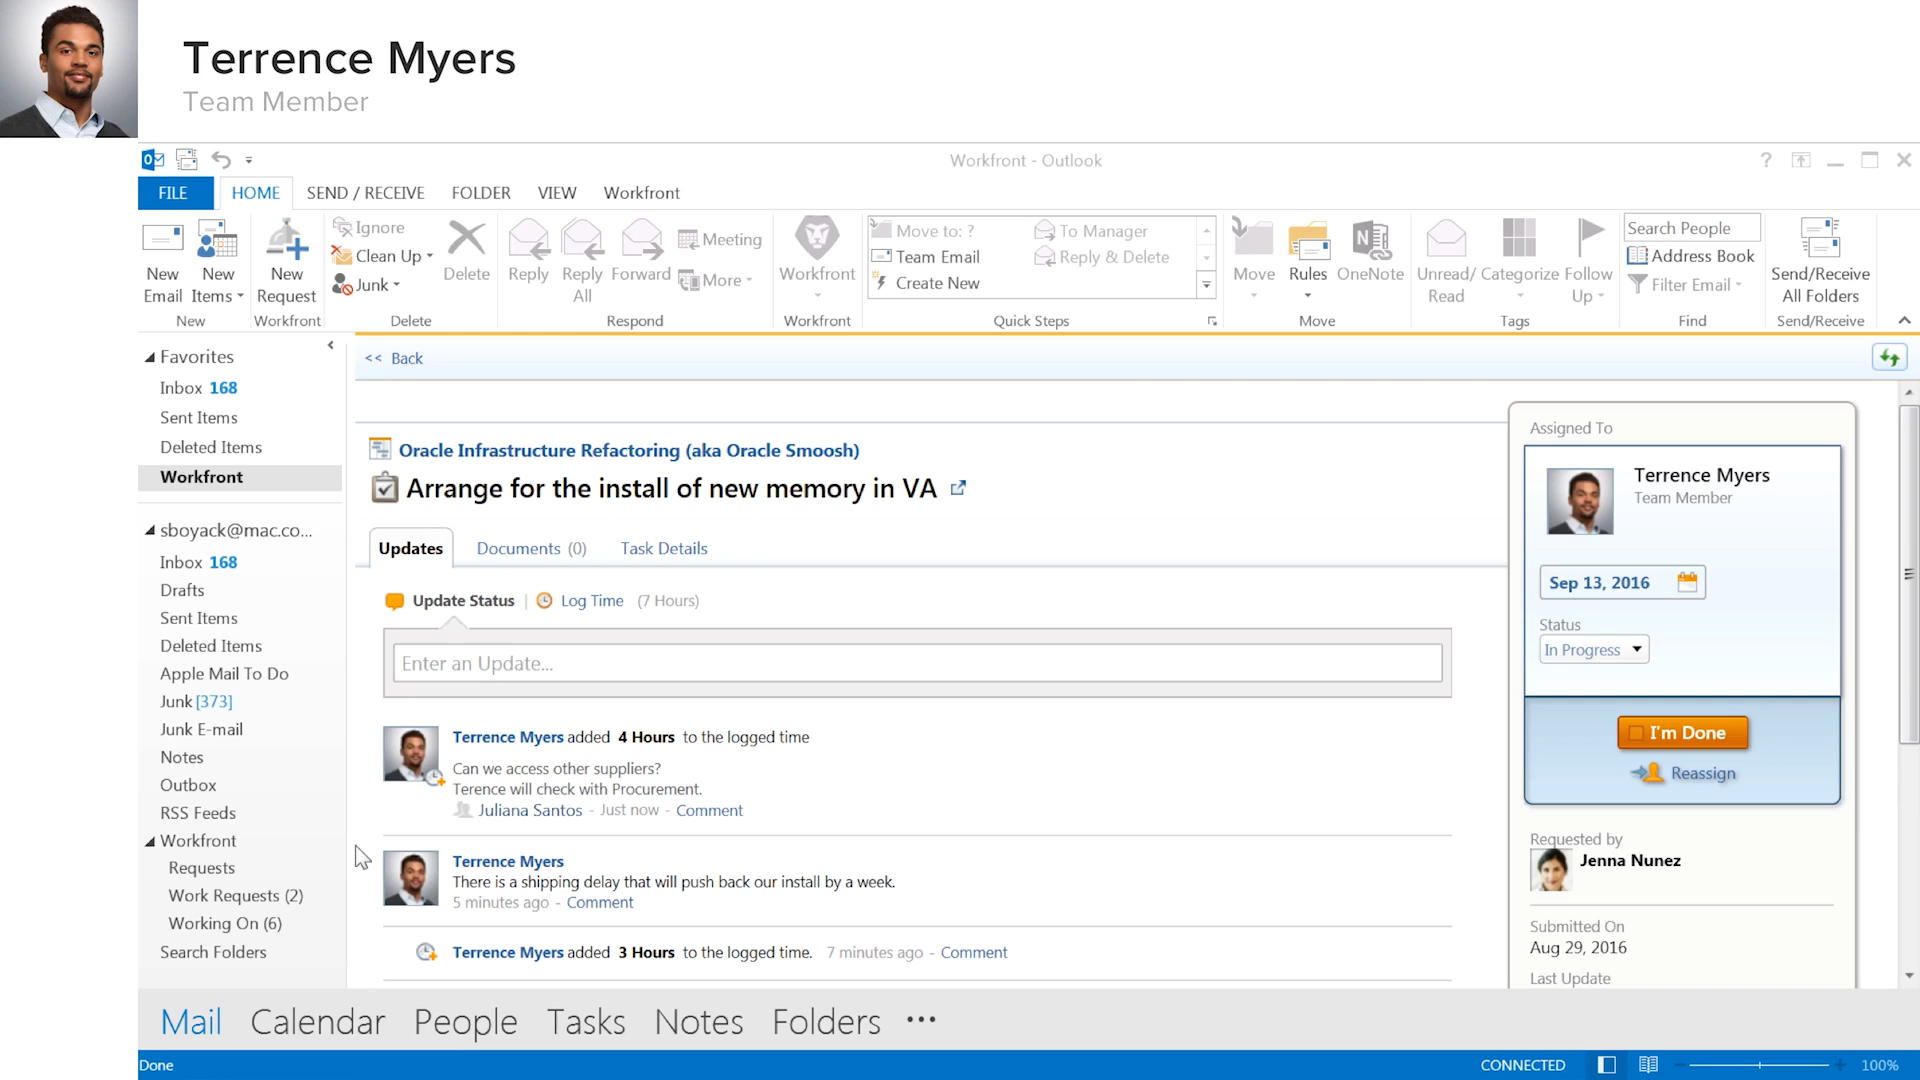 Terrence Myers
Team Member
Workfront - Outlook
FILE HOME SEND / RECEIVE FOLDER VIEW Workfront
New Email
New Items
New
New Request
Workfront
Ignore
Clean Up
Junk
Delete
Delete
Reply
Reply All
Forward
Meeting
More
Respond
Workfront
Workfront
Move to: ?
Team Email
Create New
To Manager
Reply & Delete
Quick Steps
Move
Rules
OneNote
Move
Unread/ Read
Categorize
Follow Up
Tags
Search People
Address Book
Filter Email
Find
Send/Receive All Folders
Send/Receive
Favorites
Inbox 168
Sent Items
Deleted Items
Workfront
sboyack@mac.co...
Inbox 168
Drafts
Sent Items
Deleted Items
Apple Mail To Do
Junk [373]
Junk E-mail
Notes
Outbox
RSS Feeds
Workfront
Requests
Work Requests (2)
Working On (6)
Search Folders
<< Back
Oracle Infrastructure Refactoring (aka Oracle Smoosh)
Arrange for the install of new memory in VA
Updates Documents (0) Task Details
Update Status | Log Time (7 Hours)
Enter an Update...
Terrence Myers added 4 Hours to the logged time
Can we access other suppliers?
Terence will check with Procurement.
Juliana Santos - Just now - Comment
Terrence Myers
There is a shipping delay that will push back our install by a week.
5 minutes ago - Comment
Terrence Myers added 3 Hours to the logged time. 7 minutes ago - Comment
Assigned To
Terrence Myers
Team Member
Sep 13, 2016
Status
In Progress
I'm Done
Reassign
Requested by
Jenna Nunez
Submitted On
Aug 29, 2016
Last Update
Mail Calendar People Tasks Notes Folders •••
Done
CONNECTED
100%